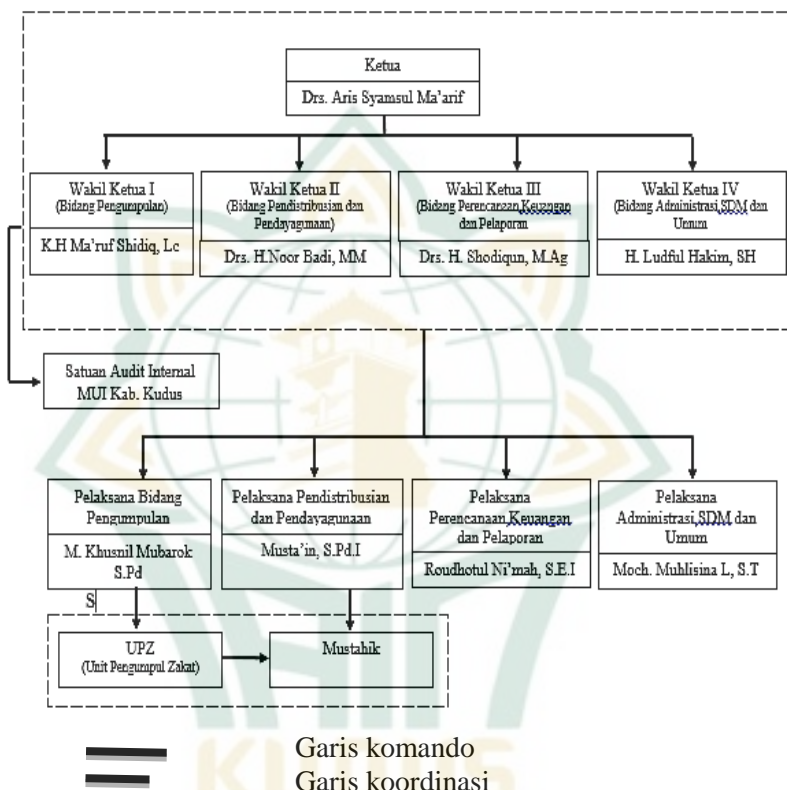 Ketua
Drs. Aris Syamsul Ma'arif
Wakil Ketua I
(Bidang Pengumpulan)
K.H Ma'ruf Shidiq, Lc
Wakil Ketua II
(Bidang Pendistribusian dan
Pendayagunaan)
Drs. H.Noor Badi, MM
Wakil Ketua III
(Bidang Perencanaan,Keuangan
dan Pelaporan)
Drs. H. Shodiqun, M.Ag
Wakil Ketua IV
(Bidang Administrasi,SDM dan
Umum)
H. Ludful Hakim, SH
Satuan Audit Internal
MUI Kab. Kudus
Pelaksana Bidang
Pengumpulan
M. Khusnil Mubarok
S.Pd
S
Pelaksana Pendistribusian
dan Pendayagunaan
Musta'in, S.Pd.I
Pelaksana
Perencanaan,Keuangan
dan Pelaporan
Roudhotul Ni'mah, S.E.I
Pelaksana
Administrasi,SDM dan
Umum
Moch. Muhlisina L, S.T
UPZ
(Unit Pengumpul Zakat)
Mustahik
Garis komando
Garis koordinasi
KUDUS